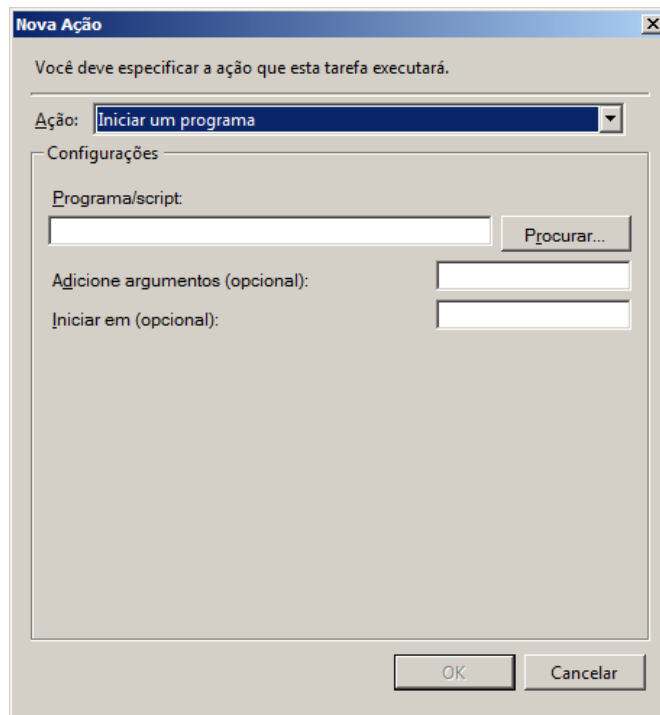 Nova Ação
Você deve especificar a ação que esta tarefa executará.
Ação: Iniciar um programa
Configurações
Programa/script:
Procurar...
Adicione argumentos (opcional):
Iniciar em (opcional):
OK Cancelar